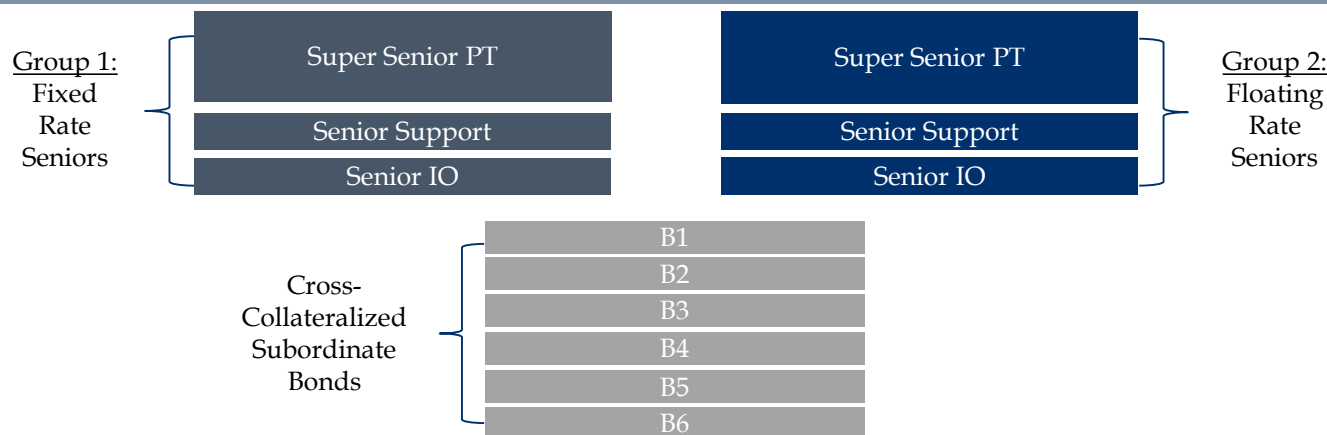 Group 1:
Fixed
Rate
Seniors
Super Senior PT
Senior Support
Senior IO
Super Senior PT
Senior Support
Senior IO
Group 2:
Floating
Rate
Seniors
Cross-
Collateralized
Subordinate
Bonds
B1
B2
B3
B4
B5
B6